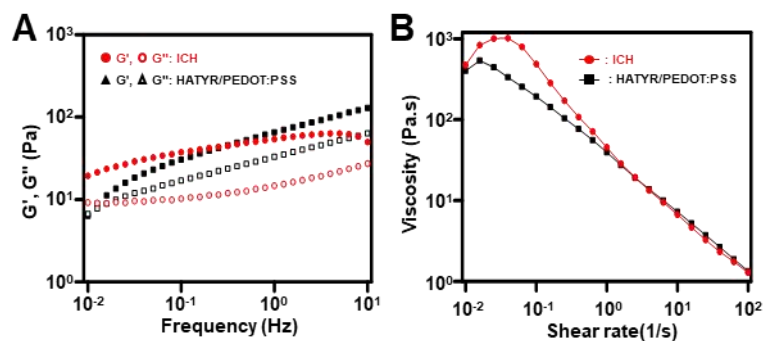 A
G', G'' (Pa)
10³
10²
10¹
10⁰
● G', ○ G'': ICH
▲ G', △ G'': HATYR/PEDOT:PSS
10⁻²
10⁻¹
10⁰
10¹
Frequency (Hz)
B
Viscosity (Pa.s)
10³
10²
10¹
10⁰
: ICH
: HATYR/PEDOT:PSS
10⁻²
10⁻¹
10⁰
10¹
10²
Shear rate(1/s)